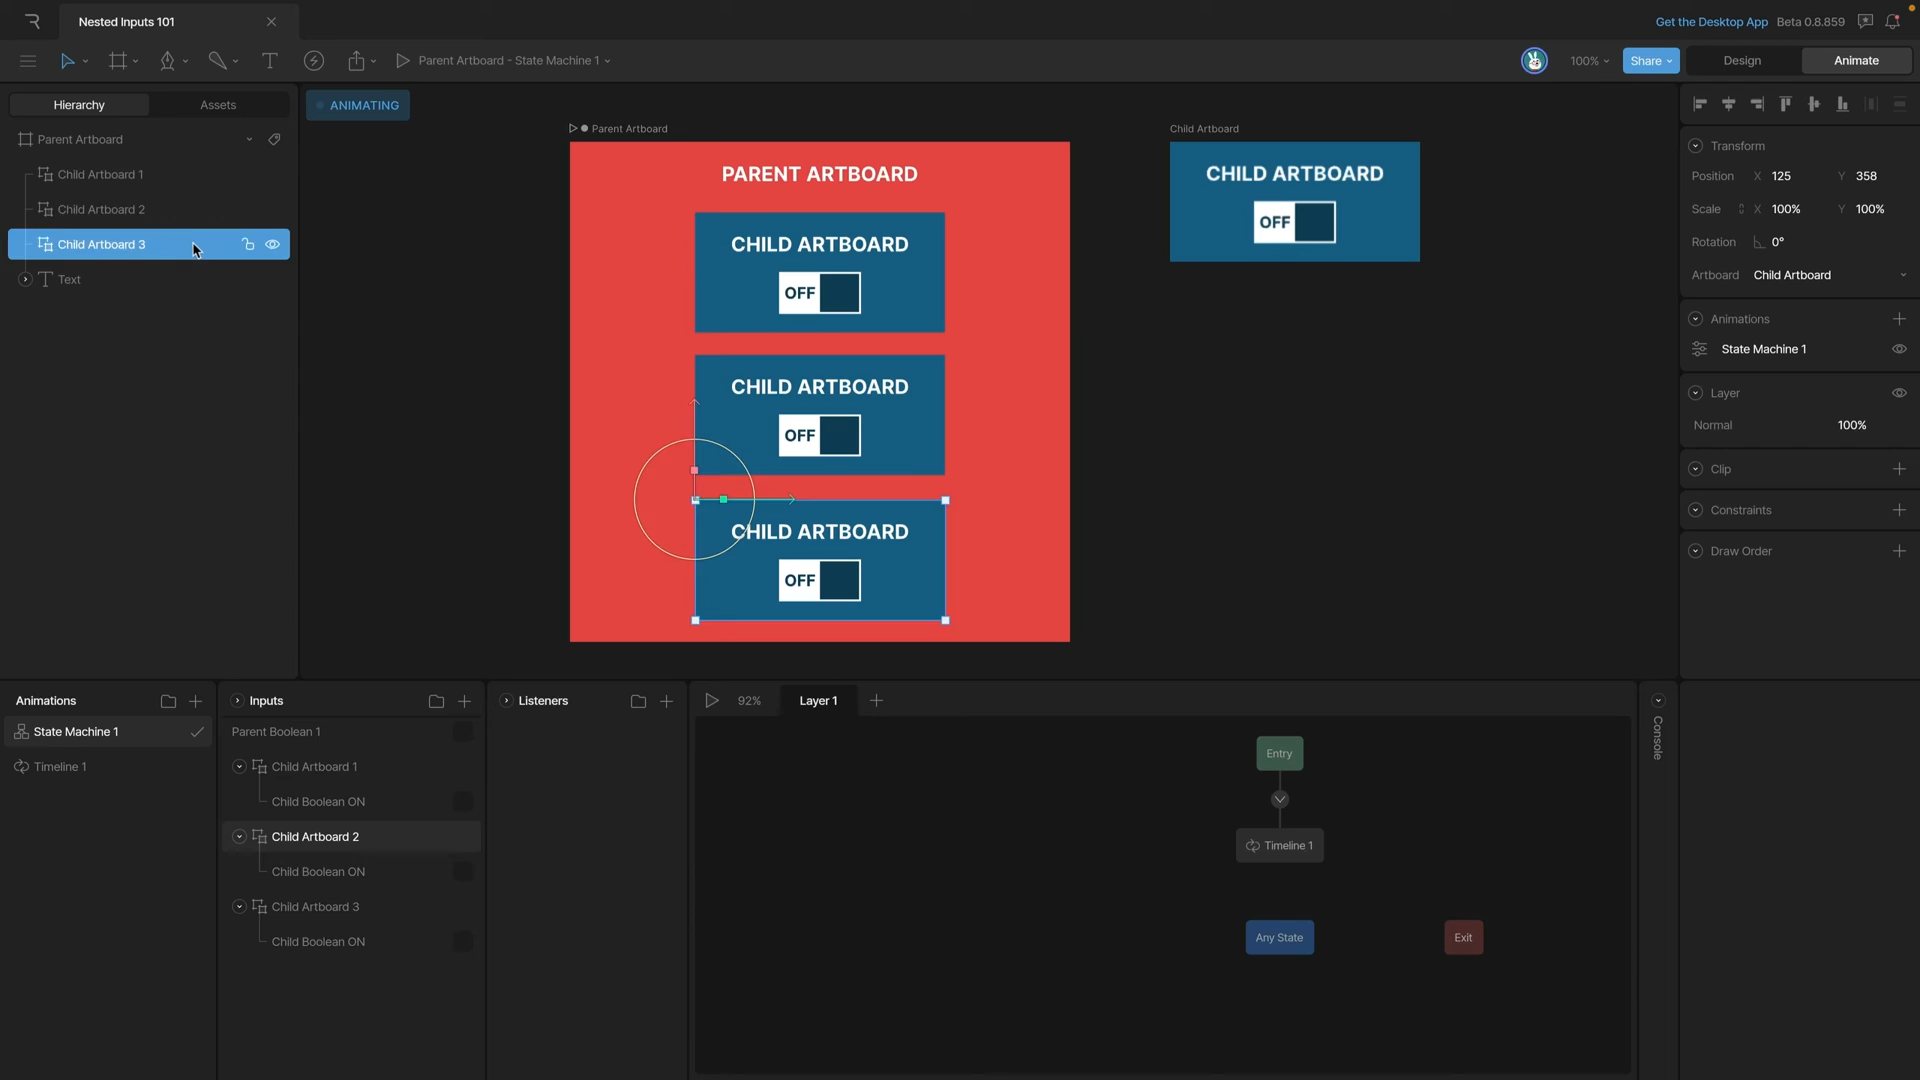 Nested Inputs 101
Get the Desktop App
Beta 0.8.859
Parent Artboard - State Machine 1
100%
Share
Design
Animate
Hierarchy
Assets
Parent Artboard
Child Artboard 1
Child Artboard 2
Child Artboard 3
Text
ANIMATING
Parent Artboard
PARENT ARTBOARD
CHILD ARTBOARD
OFF
CHILD ARTBOARD
OFF
CHILD ARTBOARD
OFF
Child Artboard
CHILD ARTBOARD
OFF
Transform
Position X 125 Y 358
Scale X 100% Y 100%
Rotation 0°
Artboard Child Artboard
Animations
State Machine 1
Layer
Normal 100%
Clip
Constraints
Draw Order
Animations
State Machine 1
Timeline 1
Inputs
Parent Boolean 1
Child Artboard 1
Child Boolean ON
Child Artboard 2
Child Boolean ON
Child Artboard 3
Child Boolean ON
Listeners
92%
Layer 1
Entry
Timeline 1
Any State
Exit
Console